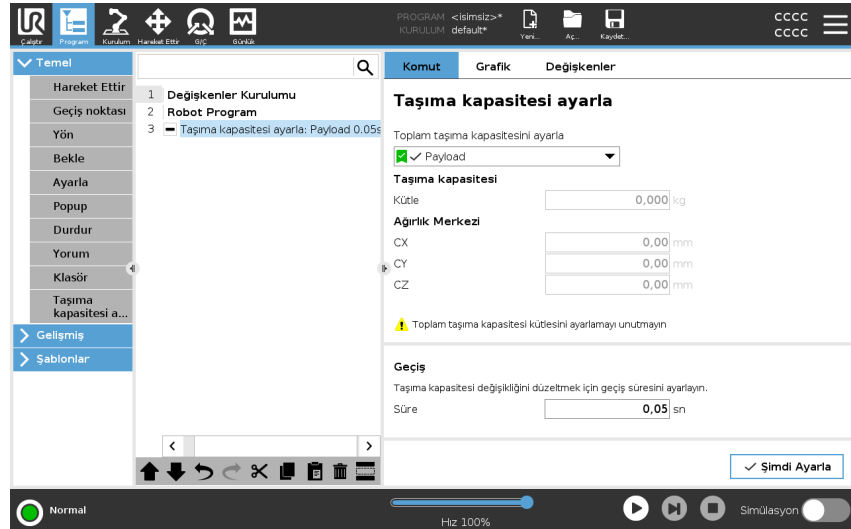 UR
Çalıştır
Program
Kurulum
Hareket Ettir
G/Ç
Günlük
PROGRAM <isimsiz>*
KURULUM default*
Yeni...
Aç...
Kaydet...
cccc
cccc
Temel
Hareket Ettir
Geçiş noktası
Yön
Bekle
Ayarla
Popup
Durdur
Yorum
Klasör
Taşıma
kapasitesi a...
Gelişmiş
Şablonlar
1 Değişkenler Kurulumu
2 Robot Program
3 Taşıma kapasitesi ayarla: Payload 0.05s
Komut Grafik Değişkenler
Taşıma kapasitesi ayarla
Toplam taşıma kapasitesini ayarla
Payload
Taşıma kapasitesi
Kütle 0,000 kg
Ağırlık Merkezi
CX 0,00 mm
CY 0,00 mm
CZ 0,00 mm
Toplam taşıma kapasitesi kütlesini ayarlamayı unutmayın
Geçiş
Taşıma kapasitesi değişikliğini düzeltmek için geçiş süresini ayarlayın.
Süre 0,05 sn
Şimdi Ayarla
Normal
Hız 100%
Simülasyon